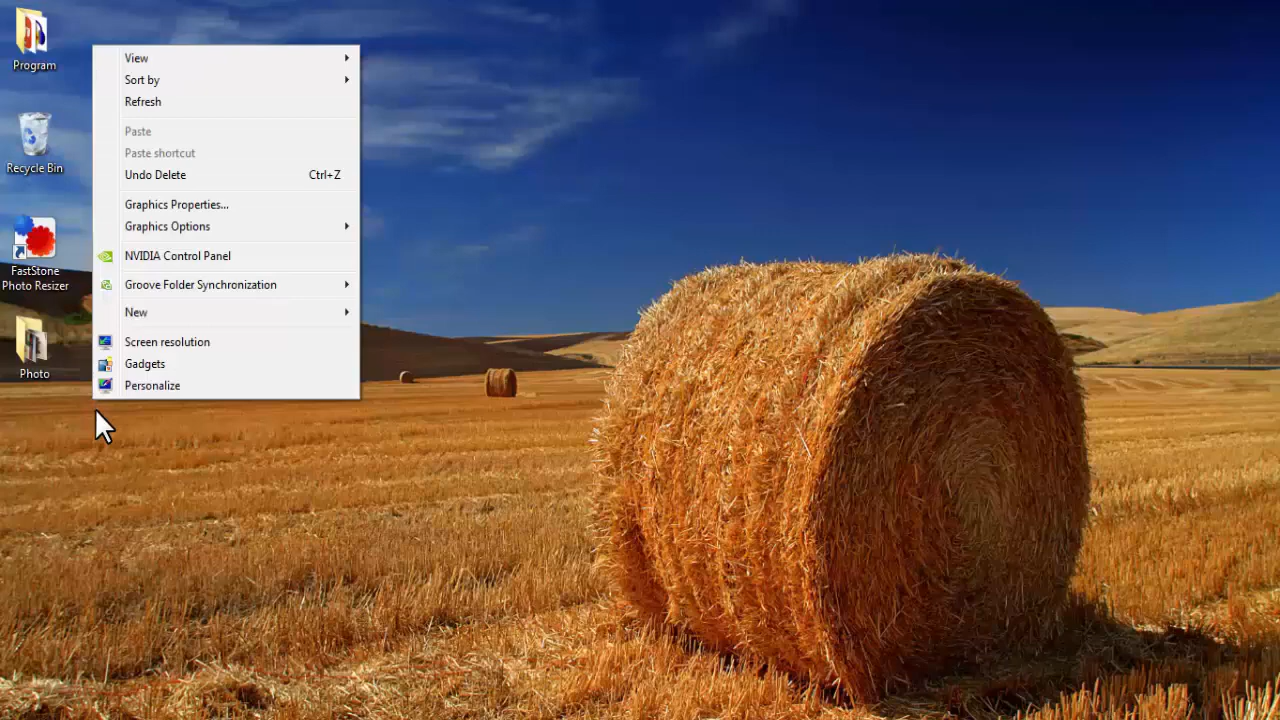 Program
Recycle Bin
FastStone
Photo Resizer
Photo
View
Sort by
Refresh
Paste
Paste shortcut
Undo Delete Ctrl+Z
Graphics Properties...
Graphics Options
NVIDIA Control Panel
Groove Folder Synchronization
New
Screen resolution
Gadgets
Personalize